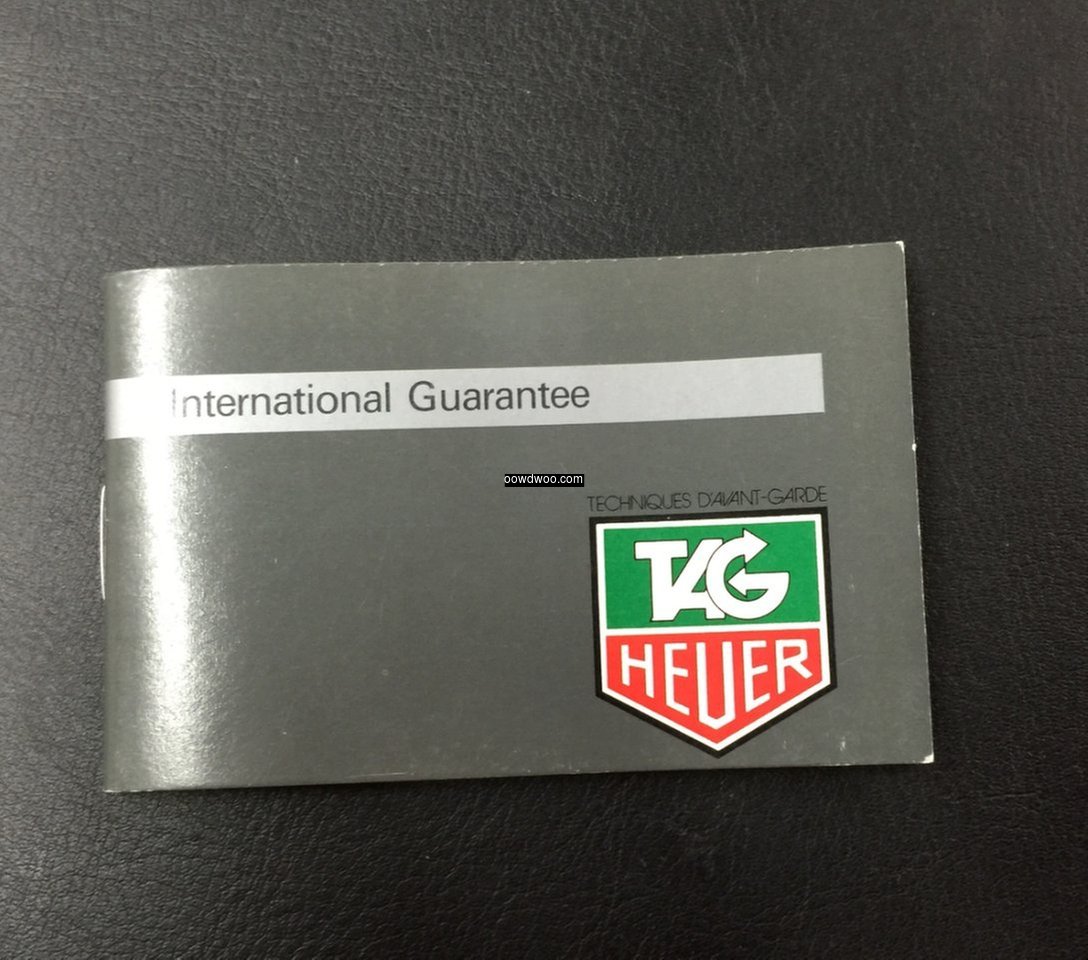 International Guarantee
oowdwoo.com
TECHNIQUES D'AVANT-GARDE
TAG
HEUER